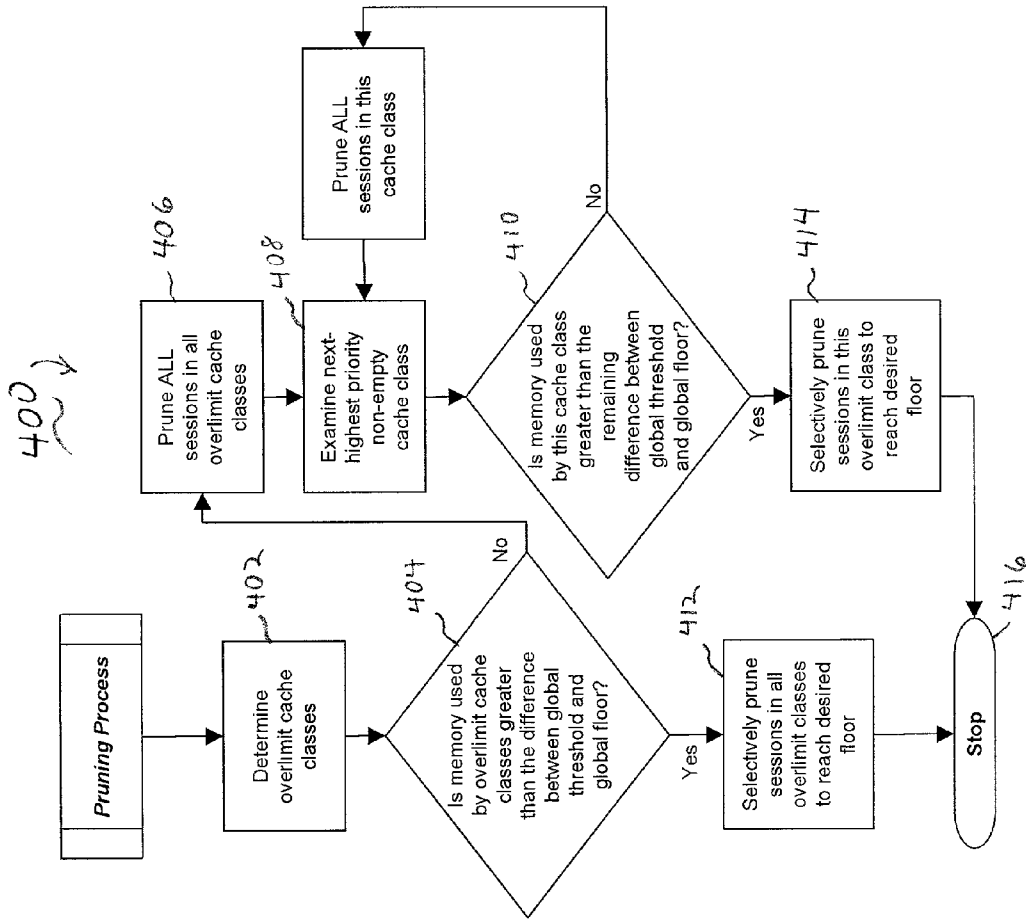 400
Pruning Process
402
Determine
overlimit cache
classes
404
Is memory used
by overlimit cache
classes greater
than the difference
between global
threshold and
global floor?
No
Yes
412
Selectively prune
sessions in all
overlimit classes
to reach desired
floor
406
Prune ALL
sessions in all
overlimit cache
classes
408
Examine next-
highest priority
non-empty
cache class
Prune ALL
sessions in this
cache class
410
Is memory used
by this cache class
greater than the
remaining
difference between
global threshold
and global floor?
No
Yes
414
Selectively prune
sessions in this
overlimit class to
reach desired
floor
Stop
416